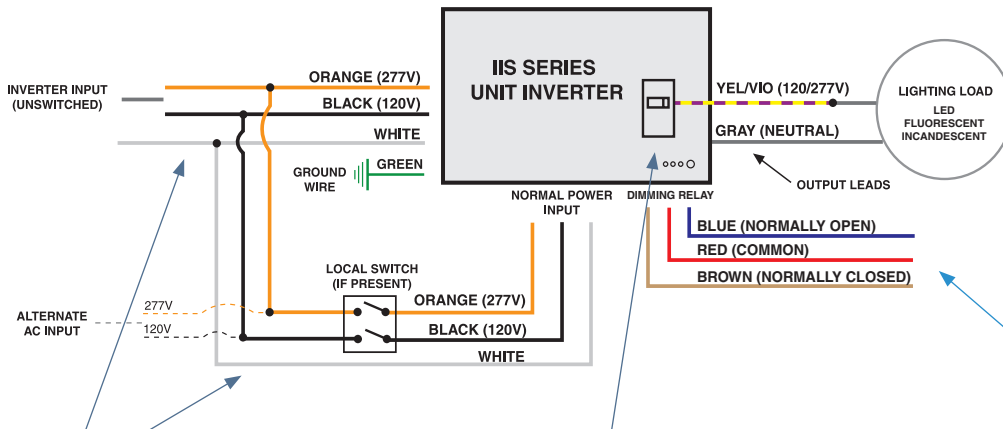 IIS SERIES
UNIT INVERTER
INVERTER INPUT
(UNSWITCHED)
ORANGE (277V)
BLACK (120V)
WHITE
GROUND
WIRE
GREEN
YEL/VIO (120/277V)
GRAY (NEUTRAL)
LIGHTING LOAD
LED
FLUORESCENT
INCANDESCENT
OUTPUT LEADS
NORMAL POWER
INPUT
DIMMING RELAY
BLUE (NORMALLY OPEN)
RED (COMMON)
BROWN (NORMALLY CLOSED)
LOCAL SWITCH
(IF PRESENT)
ORANGE (277V)
BLACK (120V)
WHITE
ALTERNATE
AC INPUT
277V
120V